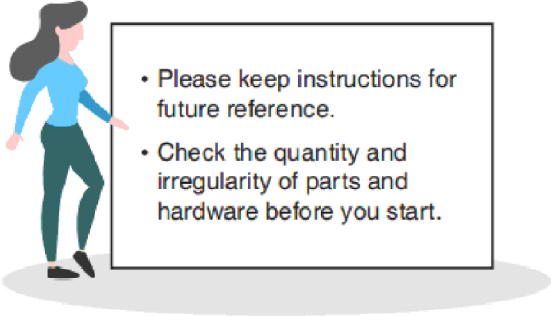 • Please keep instructions for
future reference.
• Check the quantity and
irregularity of parts and
hardware before you start.